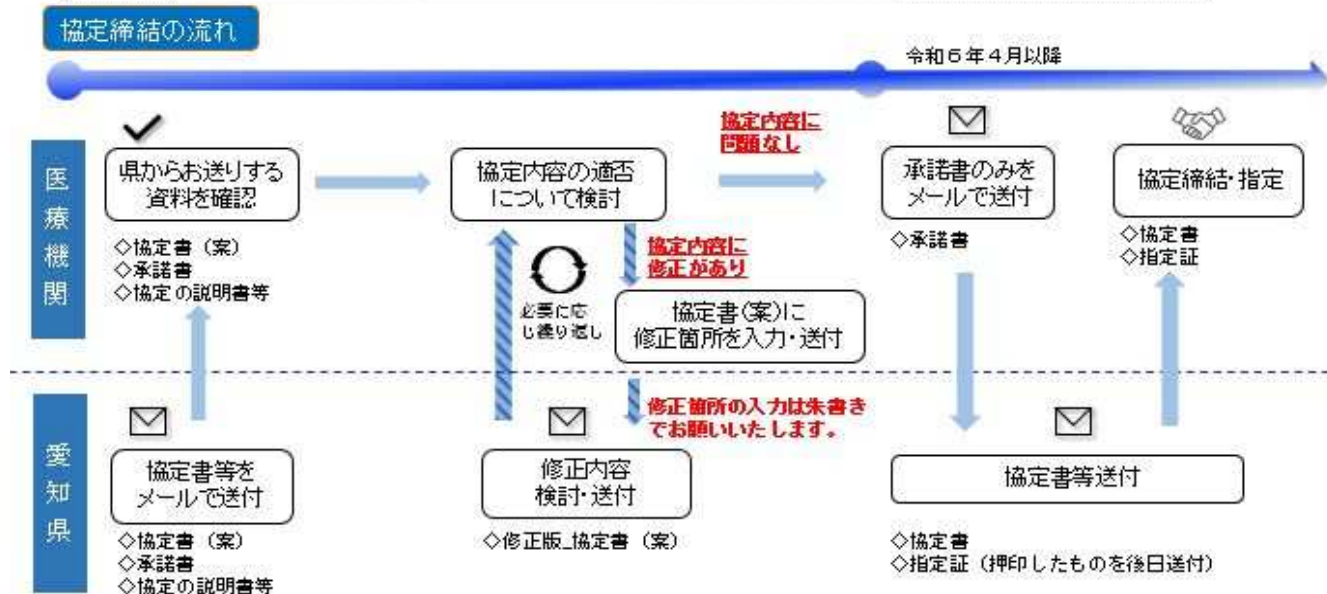 協定締結の流れ
令和6年4月以降
医療機関
県からお送りする
資料を確認
◇協定書（案）
◇承諾書
◇協定の説明書等
協定内容の適否
について検討
協定内容に
問題なし
協定内容に
修正があり
必要に応
じ繰り返し
協定書(案)に
修正箇所を入力・送付
承諾書のみを
メールで送付
◇承諾書
協定締結・指定
◇協定書
◇指定証
愛知県
協定書等を
メールで送付
◇協定書（案）
◇承諾書
◇協定の説明書等
修正箇所の入力は朱書き
でお願いいたします。
修正内容
検討・送付
◇修正版_協定書（案）
協定書等送付
◇協定書
◇指定証（押印したものを後日送付）